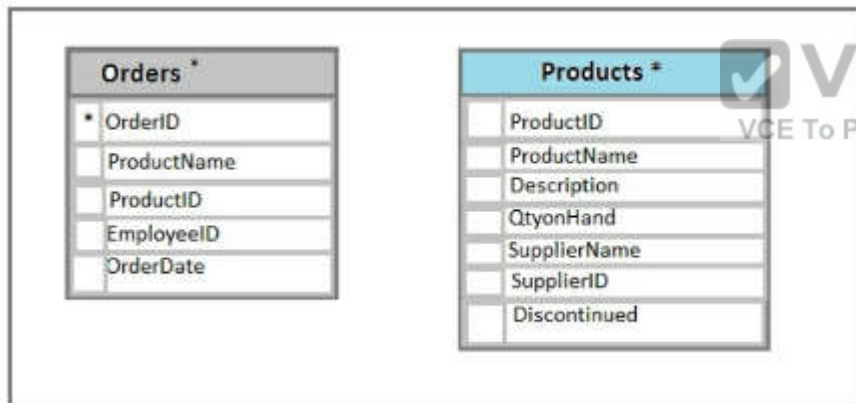 Orders *
* OrderID
ProductName
ProductID
EmployeeID
OrderDate
Products *
ProductID
ProductName
Description
QtyonHand
SupplierName
SupplierID
Discontinued
V
VCE To P